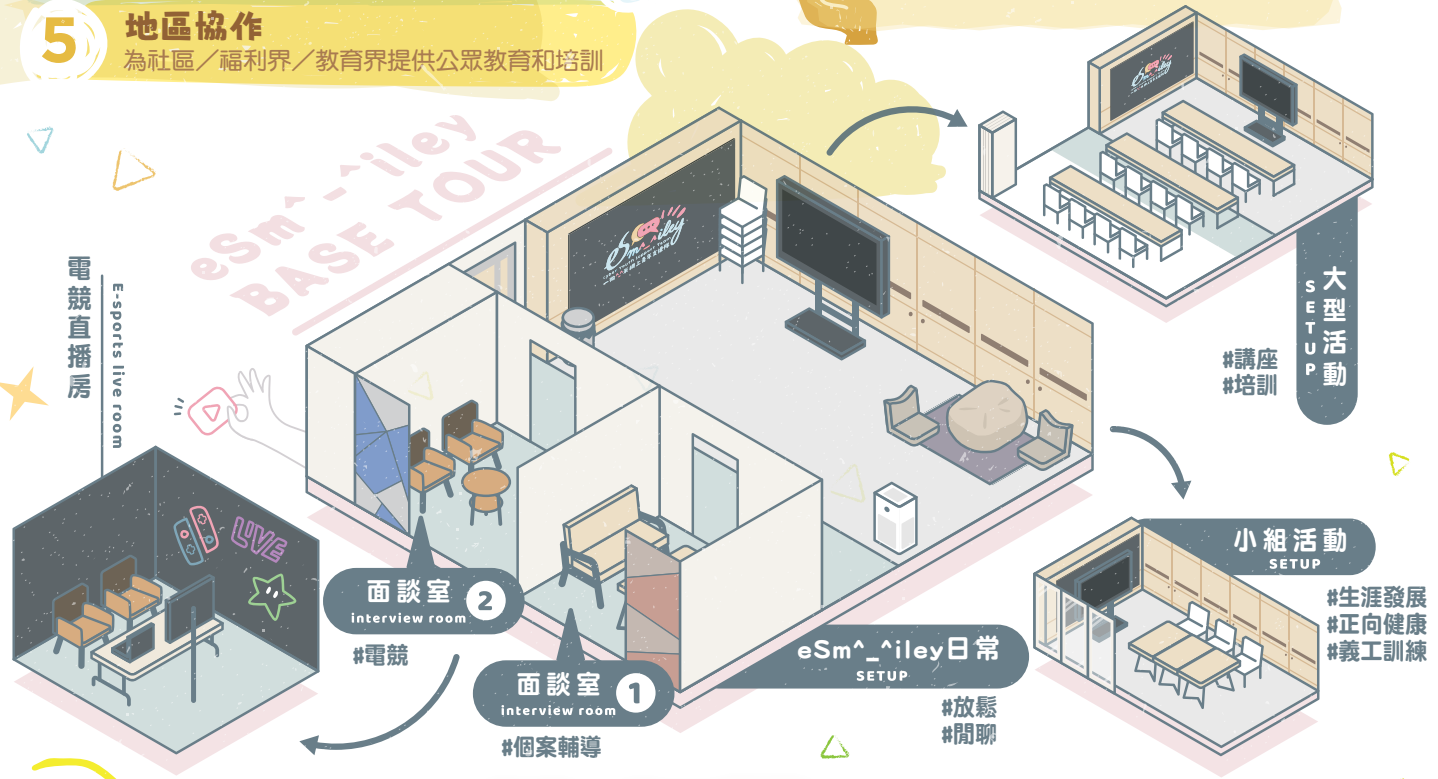 5
地區協作
為社區／福利界／教育界提供公眾教育和培訓
eSm^_^iley
BASE TOUR
eSm^_^iley
電競直播房
E-sports live room
LIVE
大型活動
SETUP
#講座
#培訓
小組活動
SETUP
#生涯發展
#正向健康
#義工訓練
面談室 2
interview room
#電競
面談室 1
interview room
#個案輔導
eSm^_^iley日常
SETUP
#放鬆
#閒聊